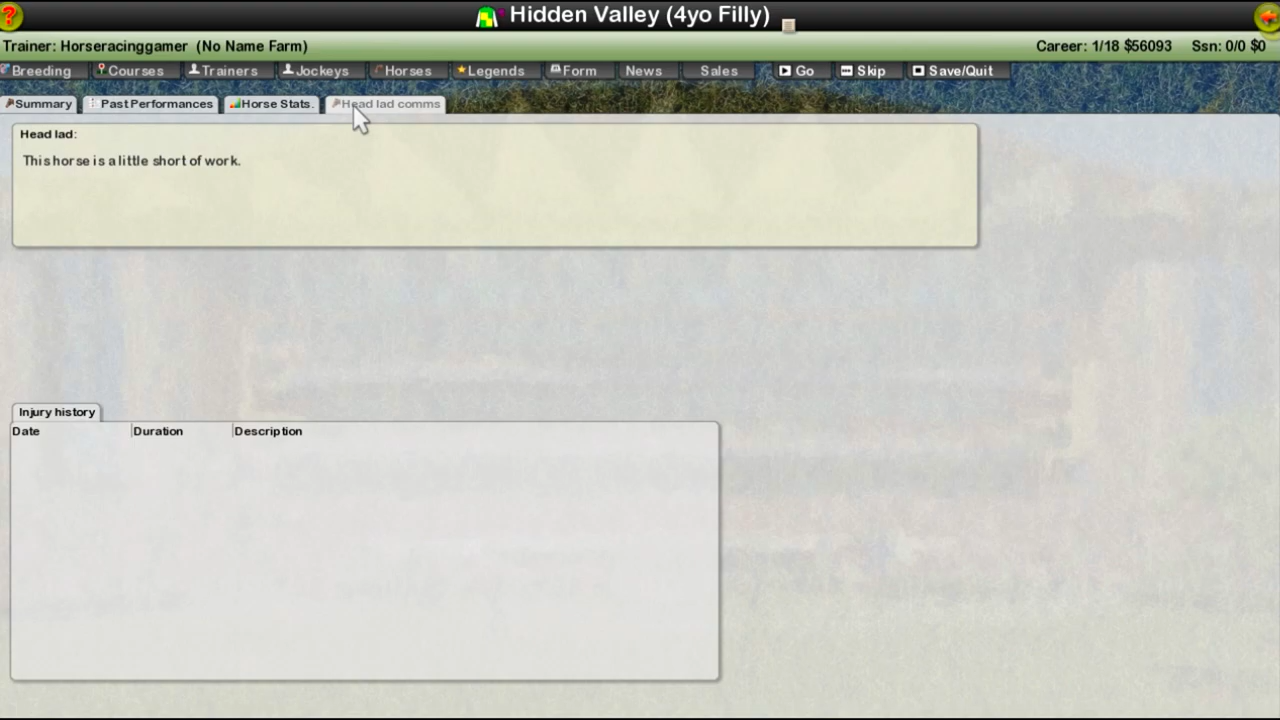 ?
Hidden Valley (4yo Filly)
Trainer: Horseracinggamer (No Name Farm)
Career: 1/18 $56093 Ssn: 0/0 $0
Breeding Courses Trainers Jockeys Horses Legends Form News Sales Go Skip Save/Quit
Summary Past Performances Horse Stats. Head lad comms
Head lad:
This horse is a little short of work.
Injury history
Date Duration Description